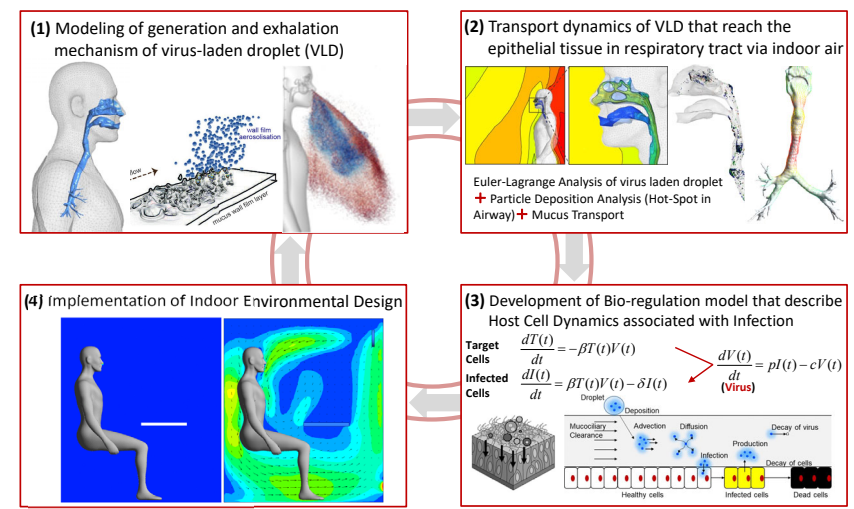 (1) Modeling of generation and exhalation
mechanism of virus-laden droplet (VLD)
wall film
aerosolisation
flow
mucus wall film layer
(2) Transport dynamics of VLD that reach the
epithelial tissue in respiratory tract via indoor air
Euler-Lagrange Analysis of virus laden droplet
+ Particle Deposition Analysis (Hot-Spot in
Airway) + Mucus Transport
(3) Development of Bio-regulation model that describe
Host Cell Dynamics associated with Infection
Target
Cells
dT(t)/dt = −βT(t)V(t)
Infected
Cells
dI(t)/dt = βT(t)V(t) − δI(t)
dV(t)/dt = pI(t) − cV(t)
(Virus)
Droplet
Deposition
Mucociliary
Clearance
Advection
Diffusion
Decay of virus
Infection
Production
Decay of cells
Healthy cells
Infected cells
Dead cells
(4) Implementation of Indoor Environmental Design